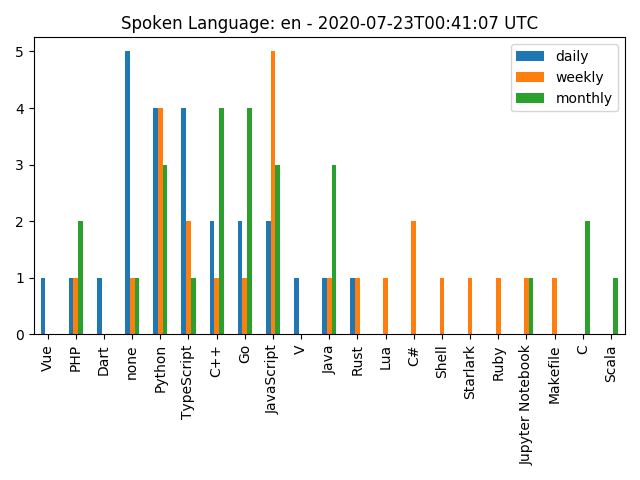 Spoken Language: en - 2020-07-23T00:41:07 UTC
daily
weekly
monthly
5
4
3
2
1
0
Vue
PHP
Dart
none
Python
TypeScript
C++
Go
JavaScript
V
Java
Rust
Lua
C#
Shell
Starlark
Ruby
Jupyter Notebook
Makefile
C
Scala